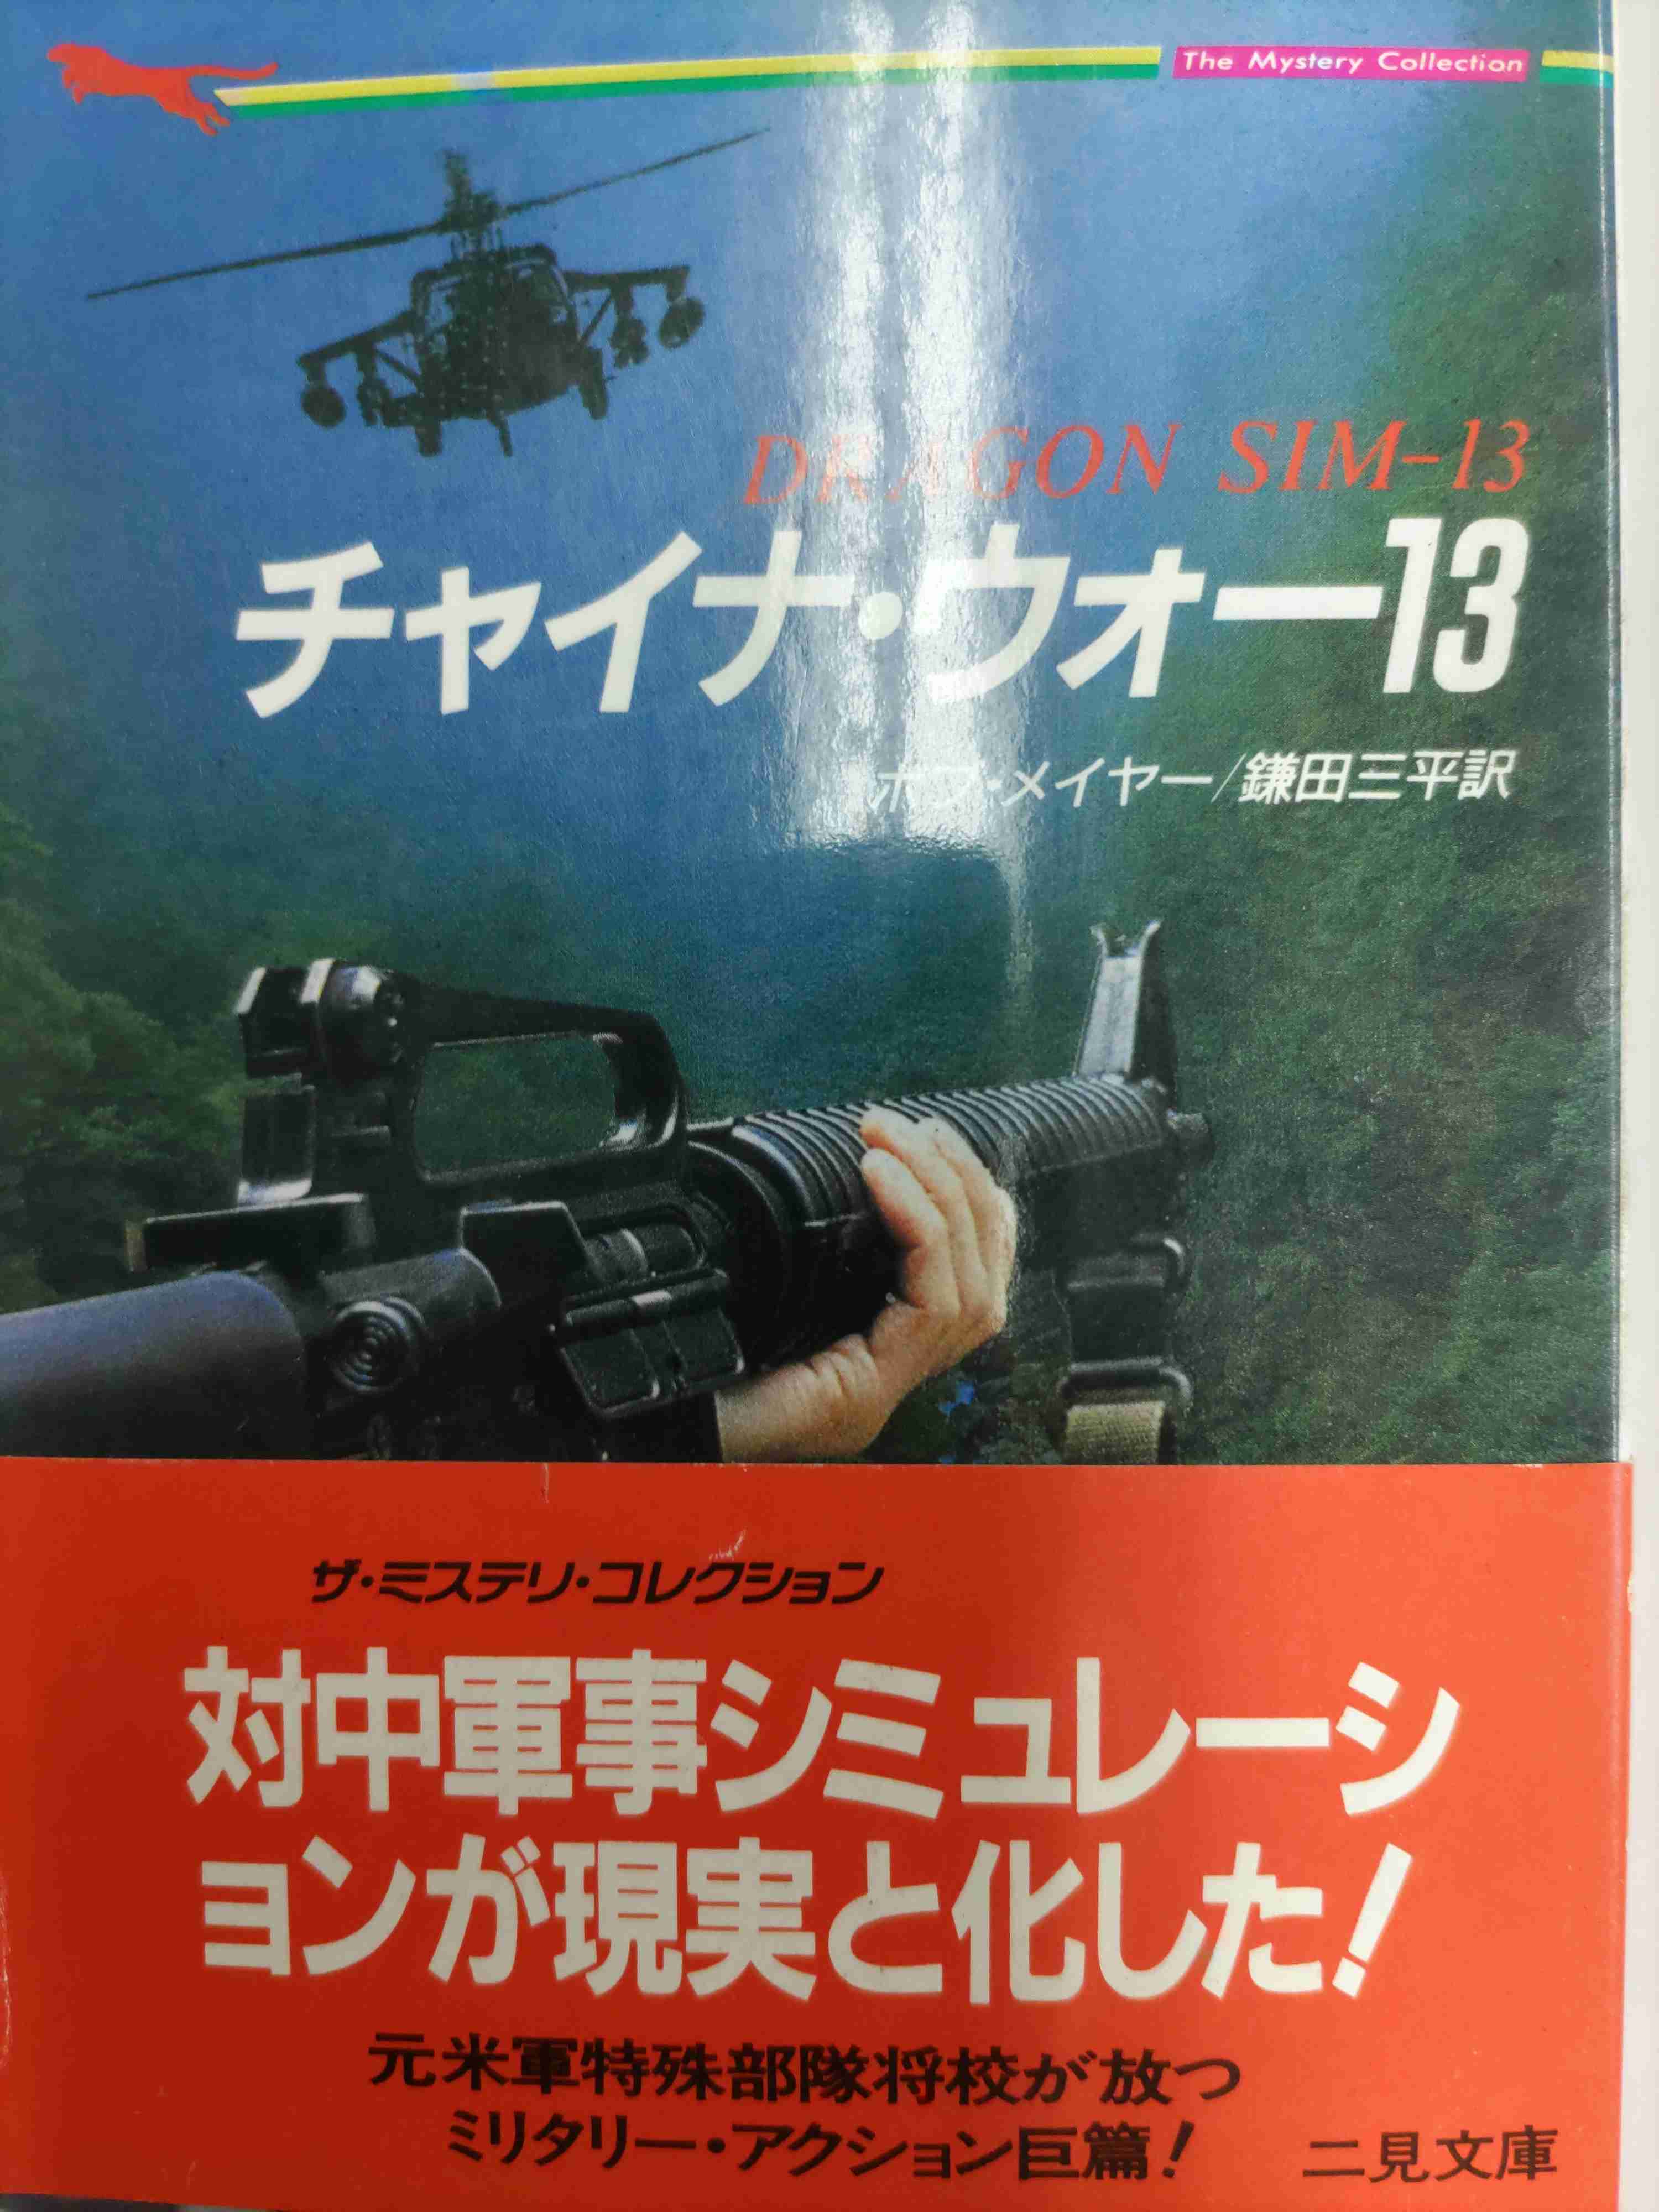 The Mystery Collection
DRAGON SIM-13
チャイナ・ウォー13
ボブ・メイヤー/鎌田三平訳
ザ・ミステリ・コレクション
対中軍事シミュレーシ
ョンが現実と化した!
元米軍特殊部隊将校が放つ
ミリタリー・アクション巨篇!
二見文庫